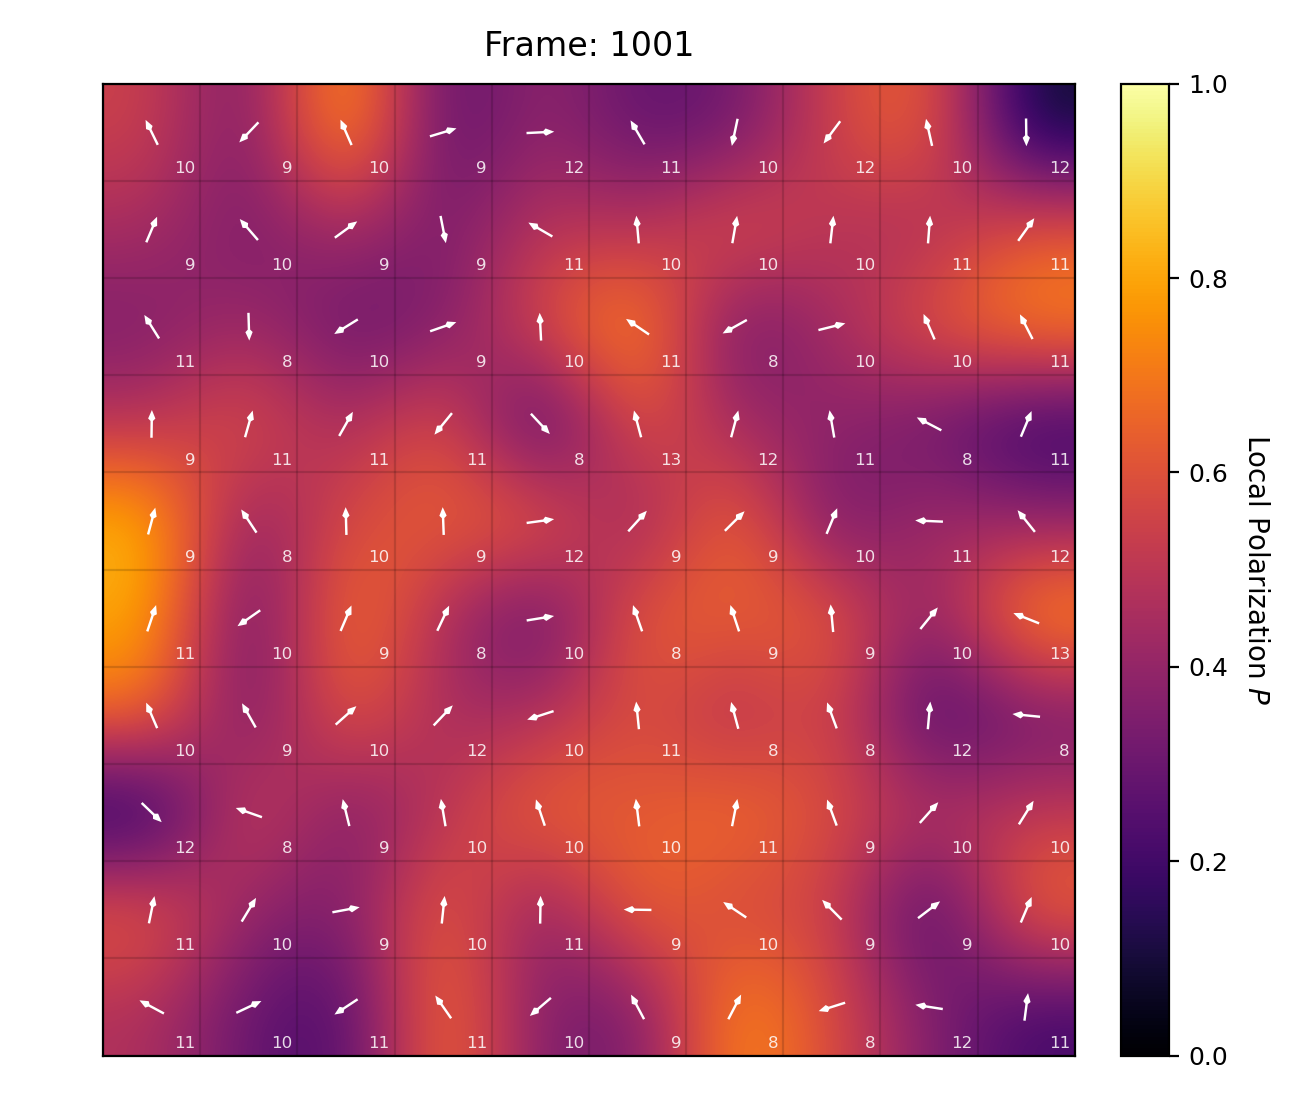 Frame: 1001
10 9 10 9 12 11 10 12 10 12
9 10 9 9 11 10 10 10 11 11
11 8 10 9 10 11 8 10 10 11
9 11 11 11 8 13 12 11 8 11
9 8 10 9 12 9 9 10 11 12
11 10 9 8 10 8 9 9 10 13
10 9 10 12 10 11 8 8 12 8
12 8 9 10 10 10 11 9 10 10
11 10 9 10 11 9 10 9 9 10
11 10 11 11 10 9 8 8 12 11
1.0
0.8
0.6
0.4
0.2
0.0
Local Polarization P